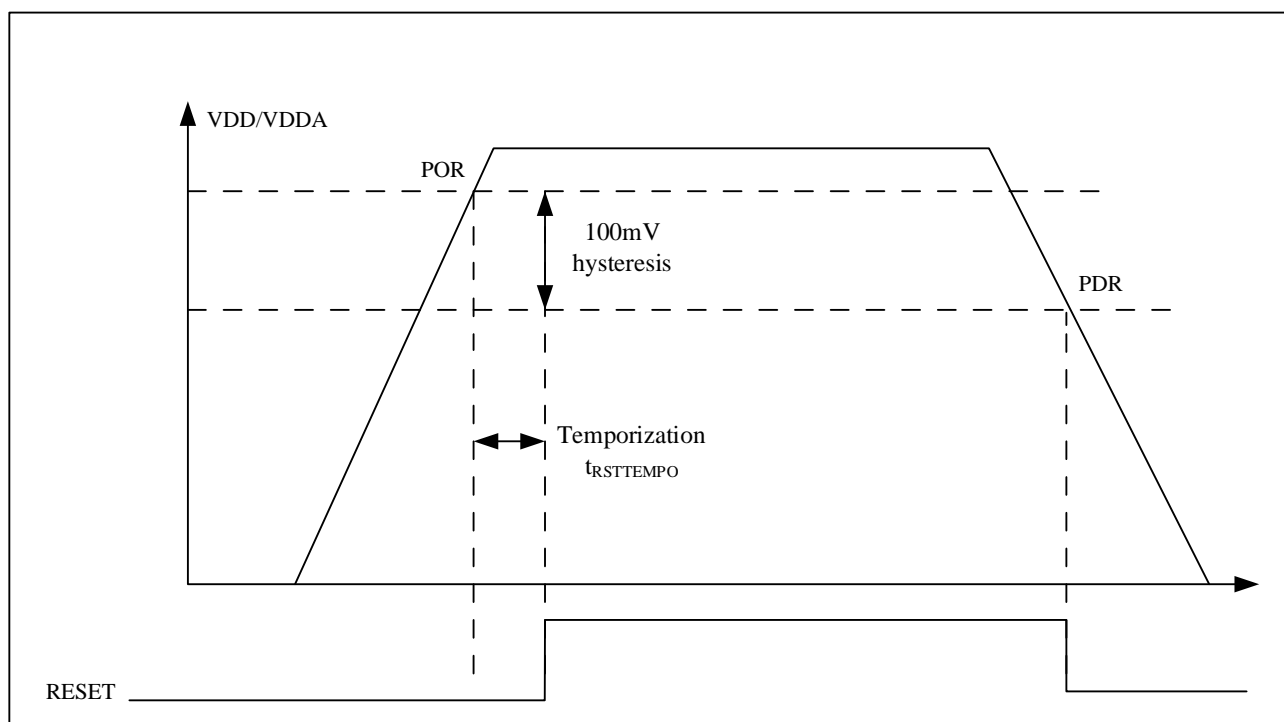 VDD/VDDA
POR
100mV
hysteresis
PDR
Temporization
tRSTTEMPO
RESET